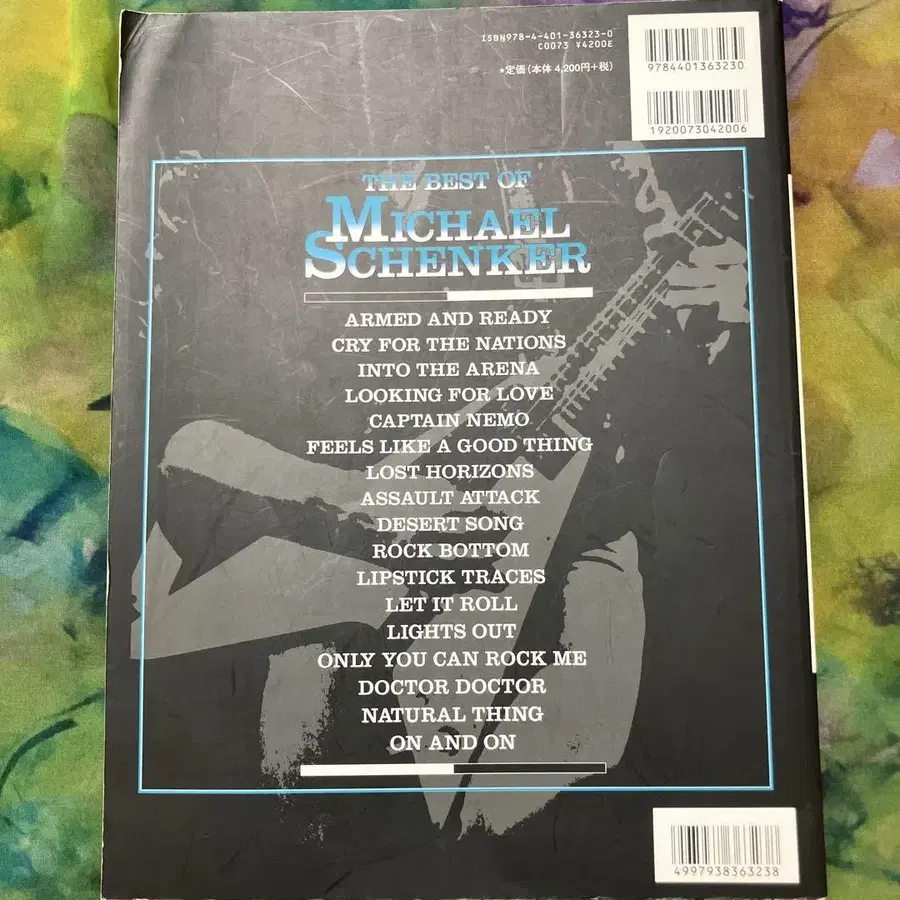 ISBN978-4-401-36323-0
C0073 ¥4200E
★定価(本体 4,200円+税)
9784401363230
1920073042006
THE BEST OF
MICHAEL
SCHENKER
ARMED AND READY
CRY FOR THE NATIONS
INTO THE ARENA
LOOKING FOR LOVE
CAPTAIN NEMO
FEELS LIKE A GOOD THING
LOST HORIZONS
ASSAULT ATTACK
DESERT SONG
ROCK BOTTOM
LIPSTICK TRACES
LET IT ROLL
LIGHTS OUT
ONLY YOU CAN ROCK ME
DOCTOR DOCTOR
NATURAL THING
ON AND ON
4997938363238